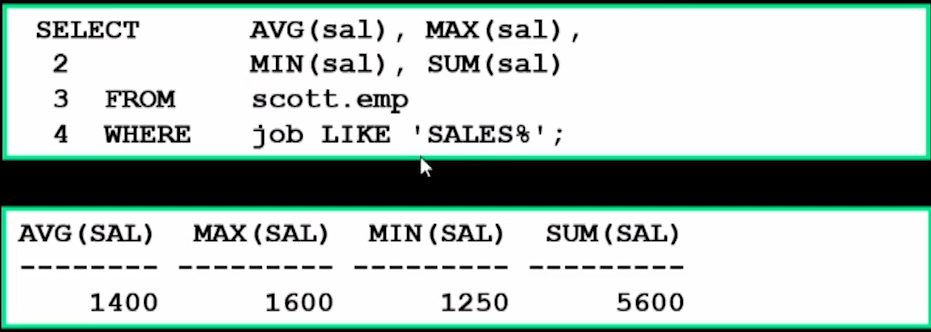 SELECT AVG(sal), MAX(sal),
2 MIN(sal), SUM(sal)
3 FROM scott.emp
4 WHERE job LIKE 'SALES%';
AVG(SAL) MAX(SAL) MIN(SAL) SUM(SAL)
-------- --------- --------- ---------
1400 1600 1250 5600